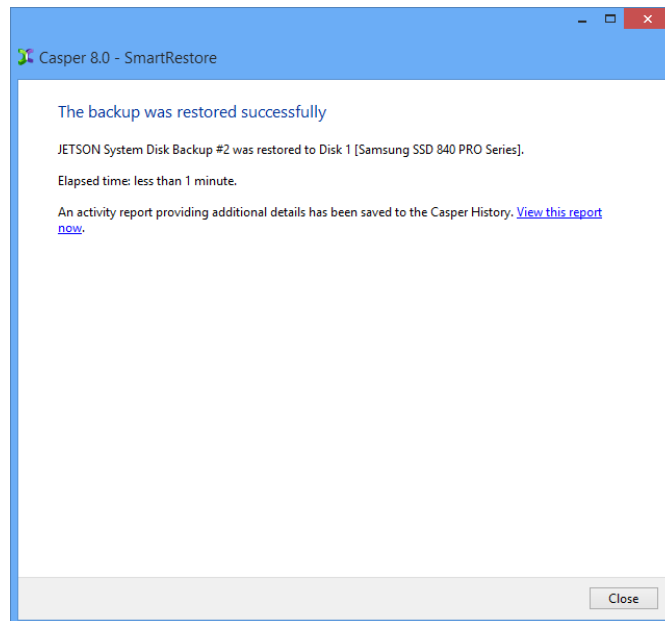 Casper 8.0 - SmartRestore
The backup was restored successfully
JETSON System Disk Backup #2 was restored to Disk 1 [Samsung SSD 840 PRO Series].
Elapsed time: less than 1 minute.
An activity report providing additional details has been saved to the Casper History. View this report
now.
Close